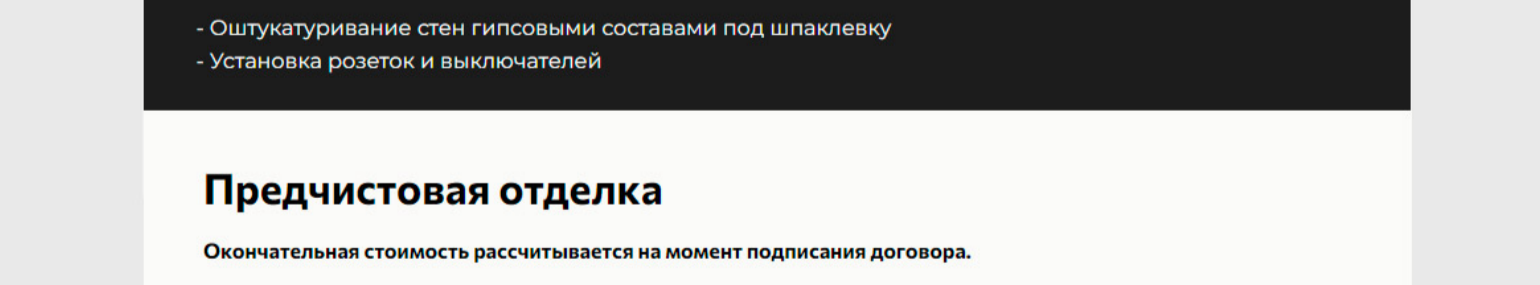 - Оштукатуривание стен гипсовыми составами под шпаклевку
- Установка розеток и выключателей
Предчистовая отделка
Окончательная стоимость рассчитывается на момент подписания договора.